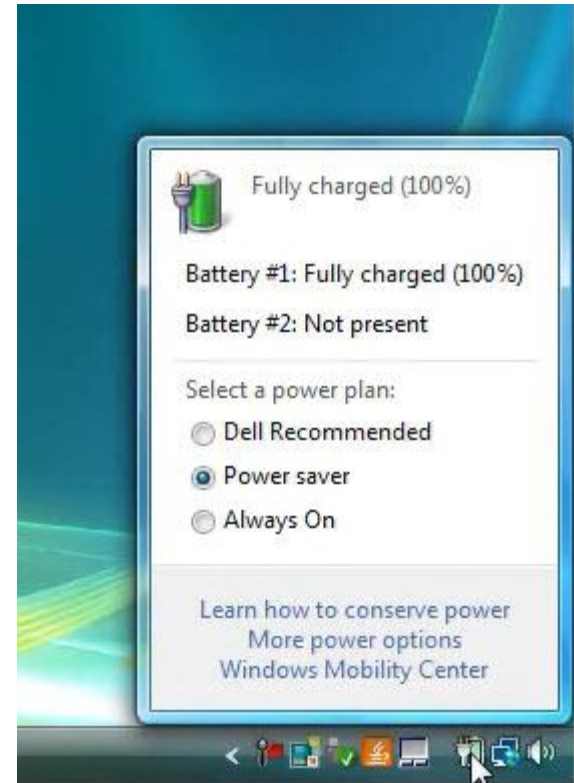 Fully charged (100%)
Battery #1: Fully charged (100%)
Battery #2: Not present
Select a power plan:
Dell Recommended
Power saver
Always On
Learn how to conserve power
More power options
Windows Mobility Center